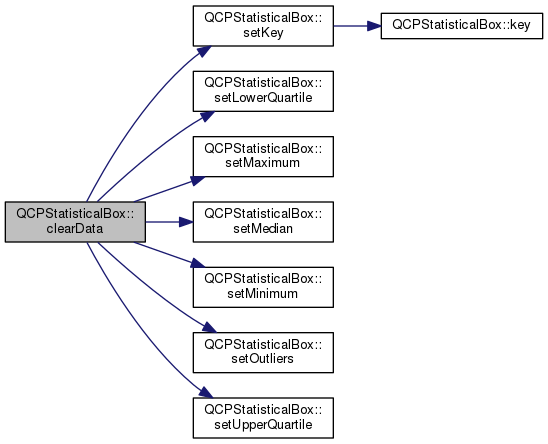 QCPStatisticalBox::
setKey
QCPStatisticalBox::key
QCPStatisticalBox::
setLowerQuartile
QCPStatisticalBox::
setMaximum
QCPStatisticalBox::
clearData
QCPStatisticalBox::
setMedian
QCPStatisticalBox::
setMinimum
QCPStatisticalBox::
setOutliers
QCPStatisticalBox::
setUpperQuartile